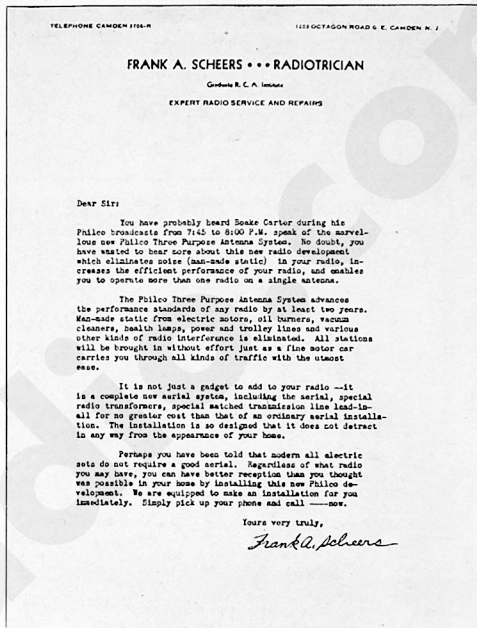 TELEPHONE CAMDEN 3706-R
1203 OCTAGON ROAD S. E. CAMDEN N. J
FRANK A. SCHEERS • • • RADIOTRICIAN
Graduate R. C. A. Institute
EXPERT RADIO SERVICE AND REPAIRS
Dear Sir:
You have probably heard Boake Carter during his
Philco broadcasts from 7:45 to 8:00 P.M. speak of the marvel-
lous new Philco Three Purpose Antenna System. No doubt, you
have wanted to hear more about this new radio development
which eliminates noise (man-made static) in your radio, in-
creases the efficient performance of your radio, and enables
you to operate more than one radio on a single antenna.
The Philco Three Purpose Antenna System advances
the performance standards of any radio by at least two years.
Man-made static from electric motors, oil burners, vacuum
cleaners, health lamps, power and trolley lines and various
other kinds of radio interference is eliminated. All stations
will be brought in without effort just as a fine motor car
carries you through all kinds of traffic with the utmost
ease.
It is not just a gadget to add to your radio --it
is a complete new aerial system, including the aerial, special
radio transformers, special matched transmission line lead-in-
all for no greater cost than that of an ordinary aerial installa-
tion. The installation is so designed that it does not detract
in any way from the appearance of your home.
Perhaps you have been told that modern all electric
sets do not require a good aerial. Regardless of what radio
you may have, you can have better reception than you thought
was possible in your home by installing this new Philco de-
velopment. We are equipped to make an installation for you
immediately. Simply pick up your phone and call ----now.
Yours very truly,
Frank A. Scheers